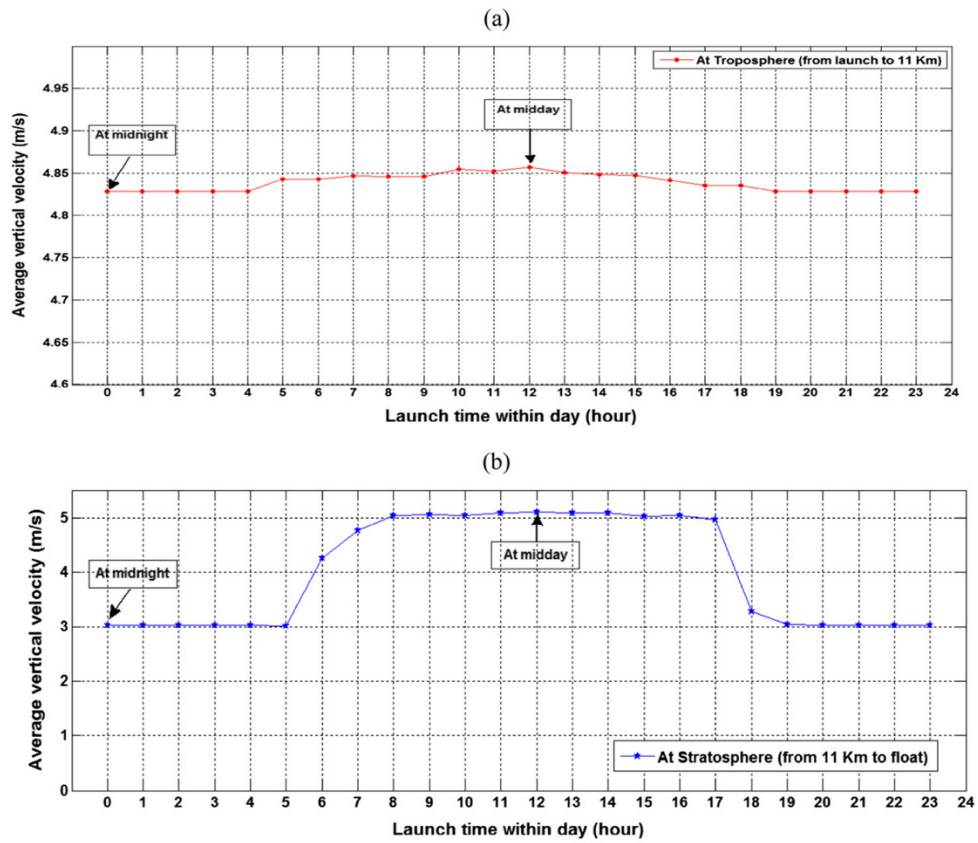 (a)
At Troposphere (from launch to 11 Km)
At midnight
At midday
Average vertical velocity (m/s)
4.95
4.9
4.85
4.8
4.75
4.7
4.65
4.6
0 1 2 3 4 5 6 7 8 9 10 11 12 13 14 15 16 17 18 19 20 21 22 23 24
Launch time within day (hour)
(b)
At midnight
At midday
Average vertical velocity (m/s)
5
4
3
2
1
0
At Stratosphere (from 11 Km to float)
0 1 2 3 4 5 6 7 8 9 10 11 12 13 14 15 16 17 18 19 20 21 22 23 24
Launch time within day (hour)